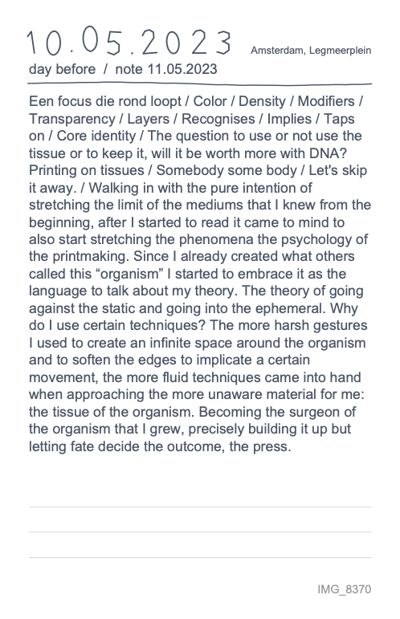 10.05.2023
Amsterdam, Legmeerplein
day before / note 11.05.2023
Een focus die rond loopt / Color / Density / Modifiers /
Transparency / Layers / Recognises / Implies / Taps
on / Core identity / The question to use or not use the
tissue or to keep it, will it be worth more with DNA?
Printing on tissues / Somebody some body / Let's skip
it away. / Walking in with the pure intention of
stretching the limit of the mediums that I knew from the
beginning, after I started to read it came to mind to
also start stretching the phenomena the psychology of
the printmaking. Since I already created what others
called this “organism” I started to embrace it as the
language to talk about my theory. The theory of going
against the static and going into the ephemeral. Why
do I use certain techniques? The more harsh gestures
I used to create an infinite space around the organism
and to soften the edges to implicate a certain
movement, the more fluid techniques came into hand
when approaching the more unaware material for me:
the tissue of the organism. Becoming the surgeon of
the organism that I grew, precisely building it up but
letting fate decide the outcome, the press.
IMG_8370